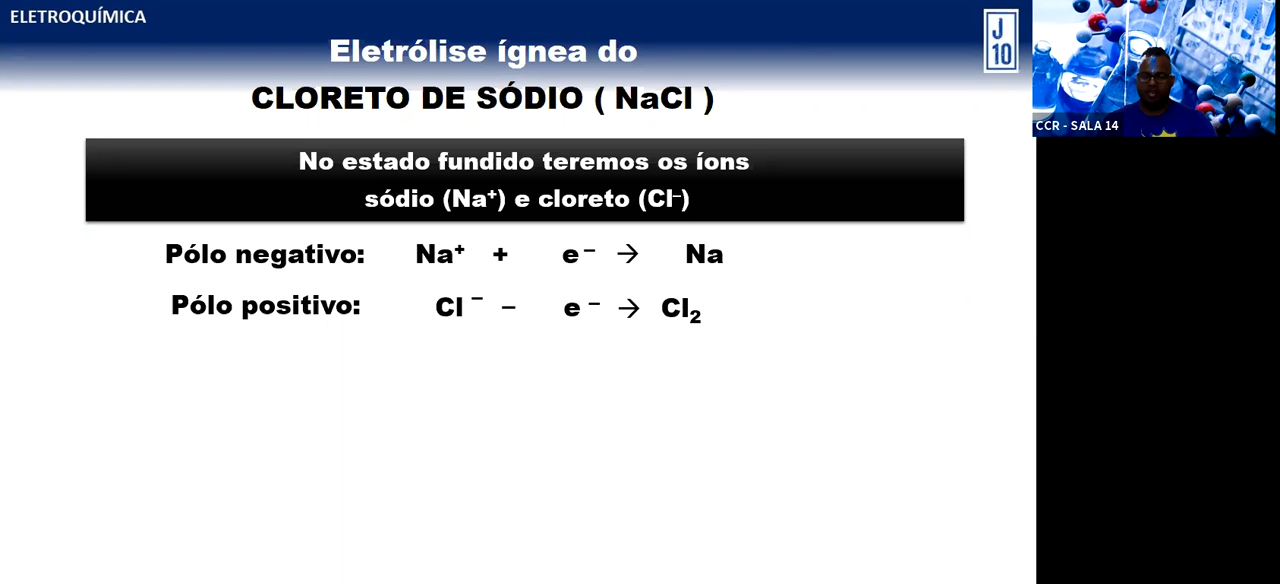 ELETROQUÍMICA
J
10
Eletrólise ígnea do
CLORETO DE SÓDIO ( NaCl )
No estado fundido teremos os íons
sódio (Na⁺) e cloreto (Cl⁻)
Pólo negativo: Na⁺ + e⁻ → Na
Pólo positivo: Cl⁻ – e⁻ → Cl₂
CCR - SALA 14